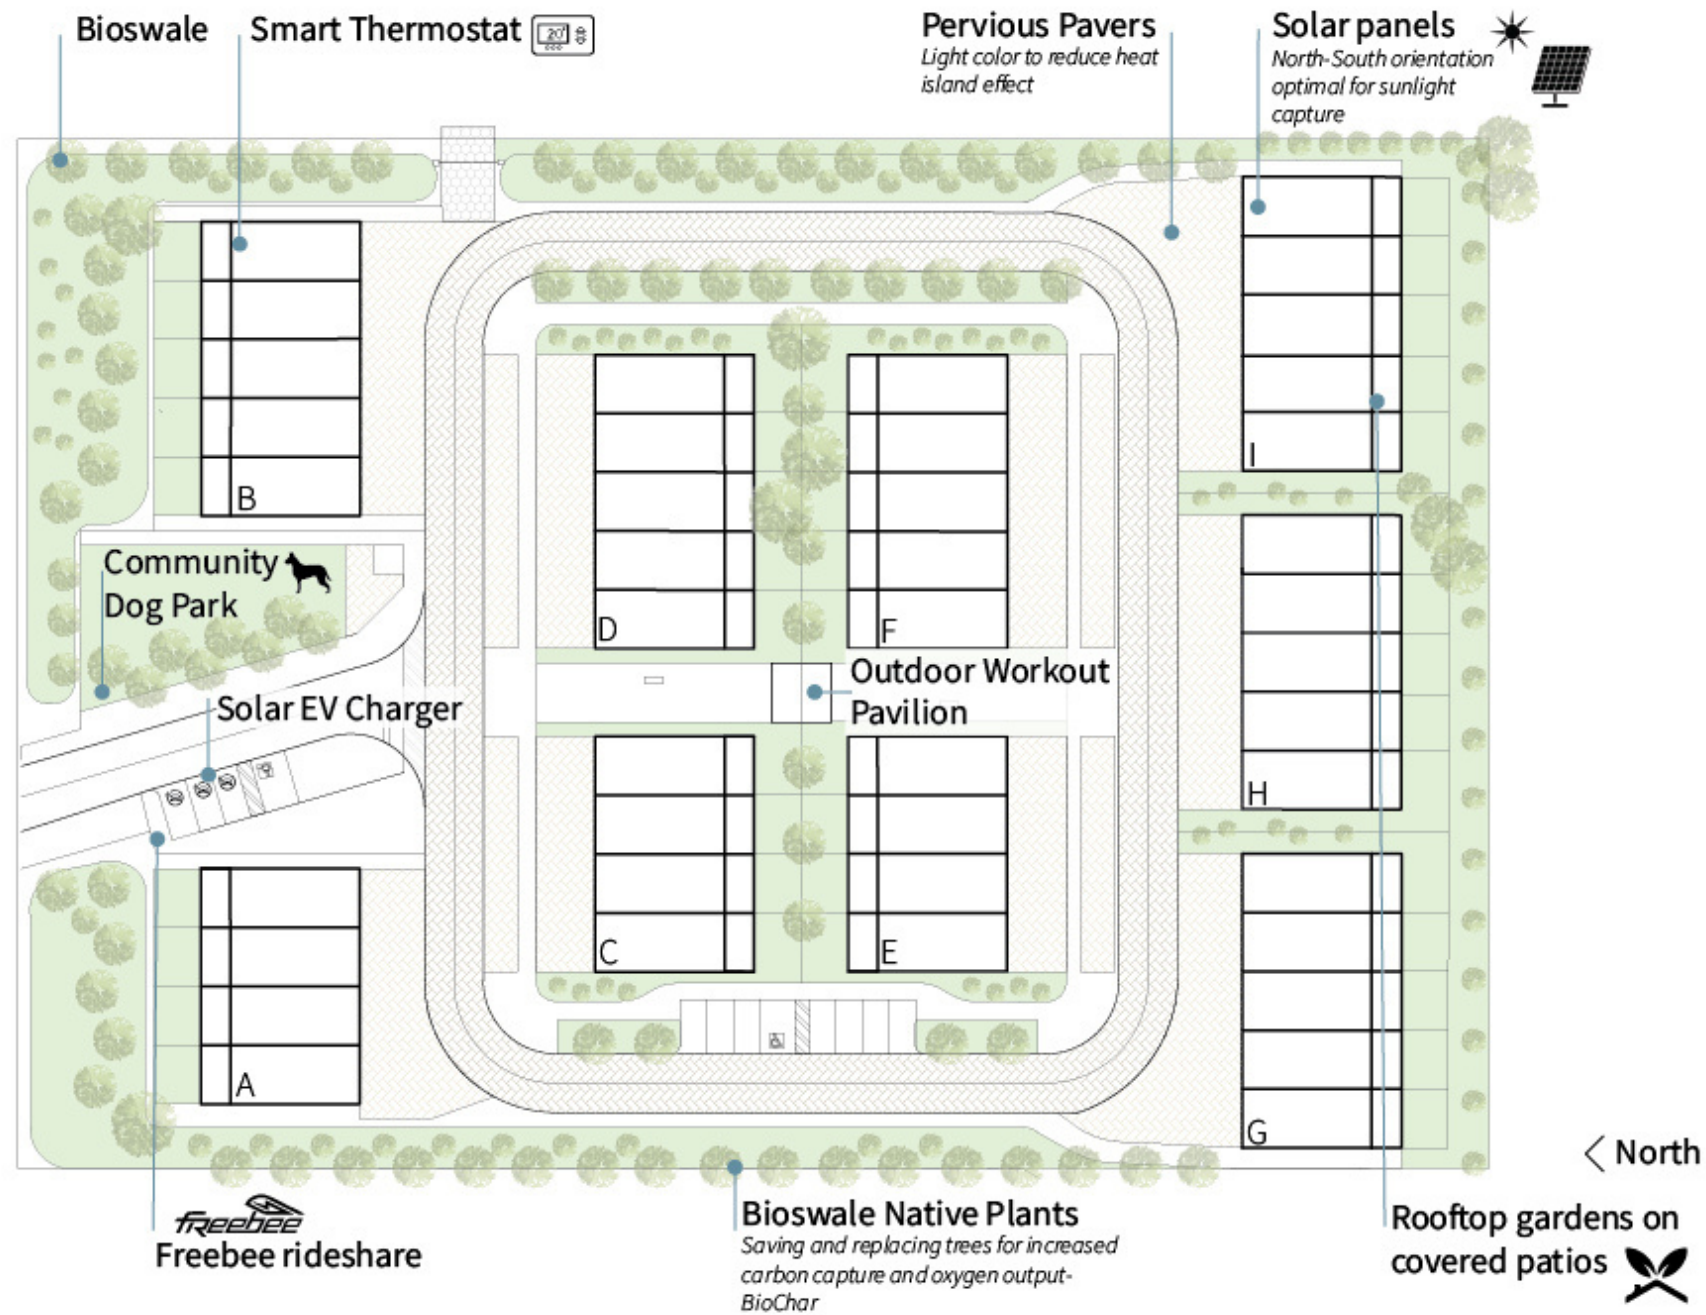 Bioswale
Smart Thermostat
20°
Pervious Pavers
Light color to reduce heat
island effect
Solar panels
North-South orientation
optimal for sunlight
capture
B
Community
Dog Park
Solar EV Charger
D
F
I
Outdoor Workout
Pavilion
H
C
E
A
G
< North
freebee
Freebee rideshare
Bioswale Native Plants
Saving and replacing trees for increased
carbon capture and oxygen output-
BioChar
Rooftop gardens on
covered patios